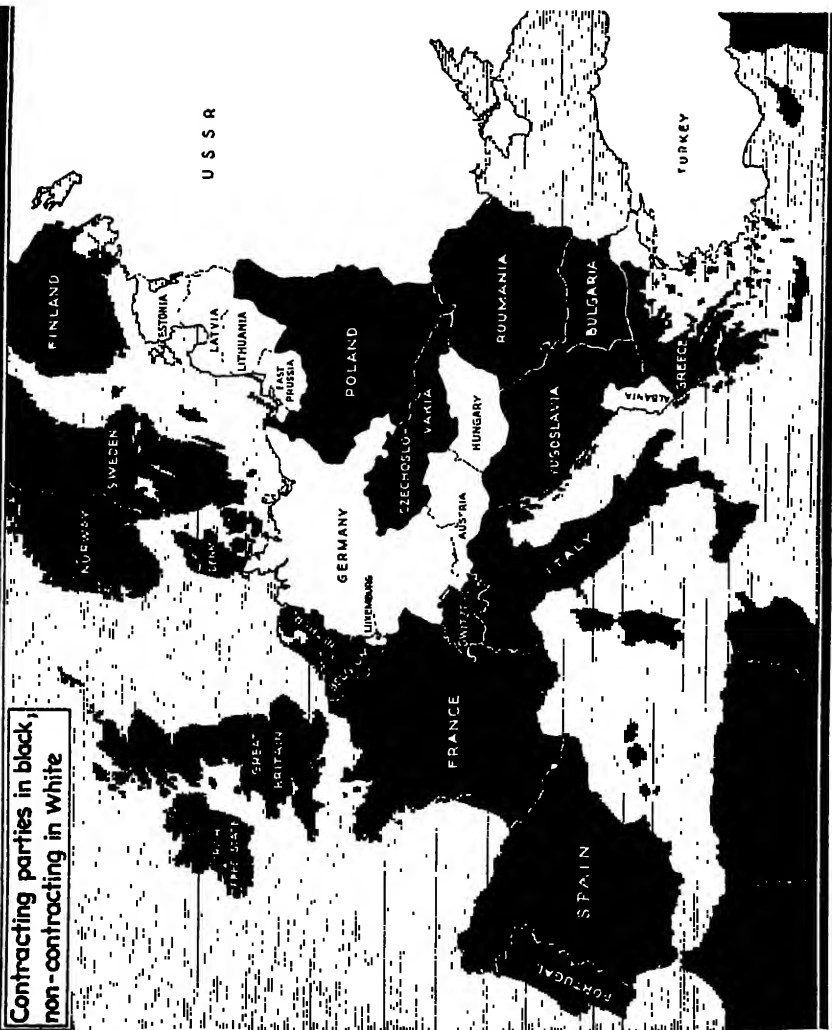 Contracting parties in black,
non-contracting in white
FINLAND
USSR
NORWAY
SWEDEN
ESTONIA
LATVIA
LITHUANIA
EAST
PRUSSIA
GREAT
BRITAIN
GERMANY
POLAND
LUXEMBURG
CZECHOSLO
VAKIA
FRANCE
AUSTRIA
HUNGARY
ROUMANIA
ITALY
YUGOSLAVIA
BULGARIA
ALBANIA
GREECE
TURKEY
SPAIN
PORTUGAL